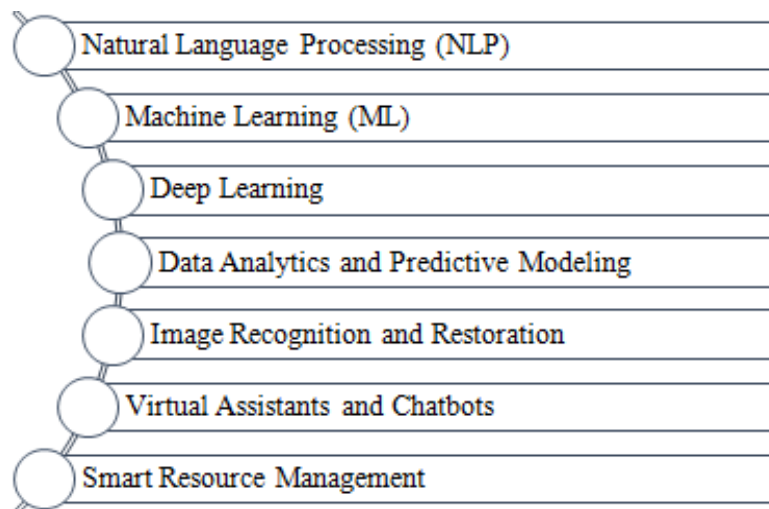 Natural Language Processing (NLP)
Machine Learning (ML)
Deep Learning
Data Analytics and Predictive Modeling
Image Recognition and Restoration
Virtual Assistants and Chatbots
Smart Resource Management